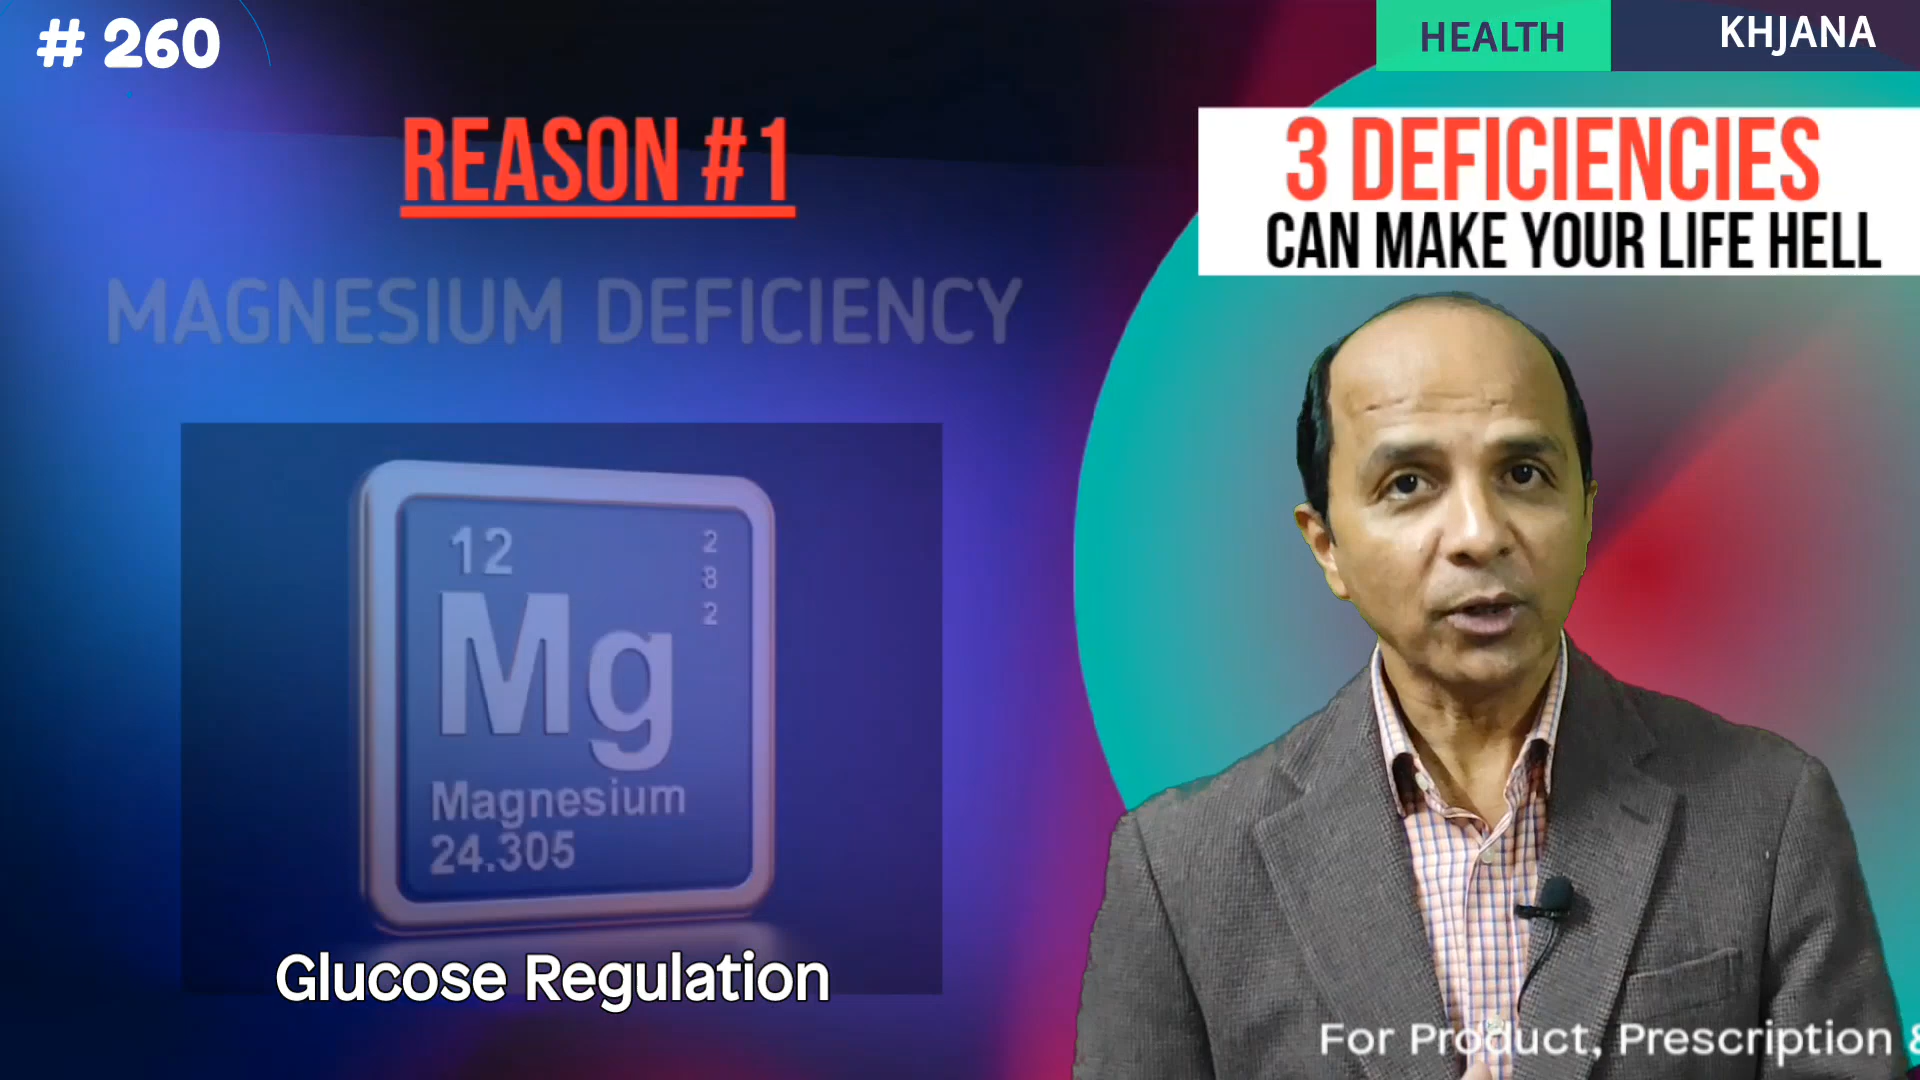 # 260
HEALTH
KHJANA
REASON #1
3 DEFICIENCIES
CAN MAKE YOUR LIFE HELL
MAGNESIUM DEFICIENCY
12
2
8
2
Mg
Magnesium
24.305
Glucose Regulation
For Product, Prescription &